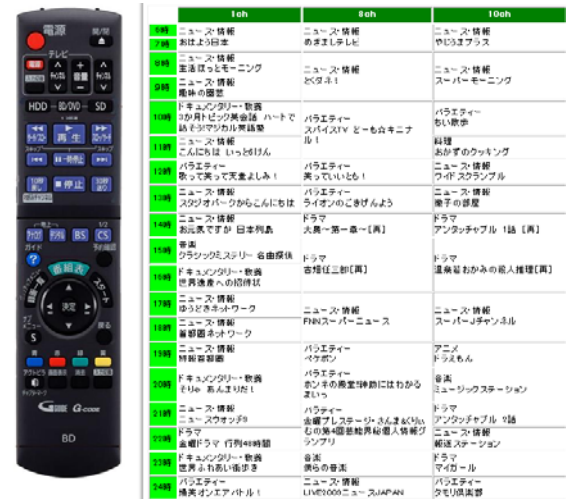 電源
開/閉
テレビ
電源
音量
HDD
BD/DVD
SD
再生
一時停止
停止
BS
CS
ガイド
番組表
スタート
決定
戻る
S
青
赤
緑
黄
G-GUIDE
G-CODE
BD
1ch
8ch
10ch
6時
ニュース・情報
ニュース・情報
ニュース・情報
7時
おはよう日本
めざましテレビ
やじうまプラス
8時
ニュース・情報
生活ほっとモーニング
ニュース・情報
とくダネ!
ニュース・情報
スーパーモーニング
9時
ニュース・情報
趣味の園芸
10時
ドキュメンタリー・教養
3か月トピック英会話 ハートで
話そう!マジカル英語塾
バラエティー
スパイスTV どーも☆キニナ
ル!
バラエティー
ちい散歩
11時
ニュース・情報
こんにちは いっと6けん
料理
おかずのクッキング
12時
バラエティー
歌って笑って天童よしみ!
バラエティー
笑っていいとも!
ニュース・情報
ワイドスクランブル
13時
ニュース・情報
スタジオパークからこんにちは
バラエティー
ライオンのごきげんよう
ニュース・情報
徹子の部屋
14時
ニュース・情報
お元気ですか 日本列島
ドラマ
大奥~第一章~[再]
ドラマ
アンタッチャブル 1話 [再]
15時
音楽
クラシックミステリー 名曲探偵
ドラマ
古畑任三郎[再]
ドラマ
温泉若おかみの殺人推理[再]
16時
ドキュメンタリー・教養
世界遺産への招待状
17時
ニュース・情報
ゆうどきネットワーク
ニュース・情報
FNNスーパーニュース
ニュース・情報
スーパーJチャンネル
18時
ニュース・情報
首都圏ネットワーク
19時
ニュース・情報
特報首都圏
バラエティー
ペケポン
アニメ
ドラえもん
20時
ドキュメンタリー・教養
そりゃ あんまりだ!
バラエティー
ホンネの殿堂!!紳助にはわかる
まいっ
音楽
ミュージックステーション
21時
ニュース・情報
ニュースウオッチ9
バラティー
金曜プレステージ・さんま&くりぃ
むの第4回芸能界秘個人情報グ
ランプリ
ドラマ
アンタッチャブル 2話
22時
ドラマ
金曜ドラマ 行列48時間
ニュース・情報
報道ステーション
23時
ドキュメンタリー・教養
世界ふれあい街歩き
音楽
僕らの音楽
ドラマ
マイガール
24時
バラエティー
爆笑オンエアバトル!
ニュース・情報
LIVE2009ニュースJAPAN
バラエティー
タモリ倶楽部